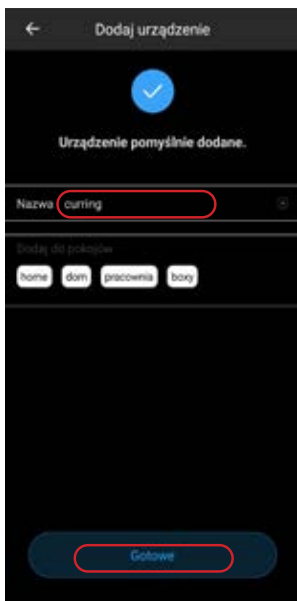 Dodaj urządzenie
Urządzenie pomyślnie dodane.
Nazwa curring
Dodaj do pokojów
home dom pracownia boxy
Gotowe